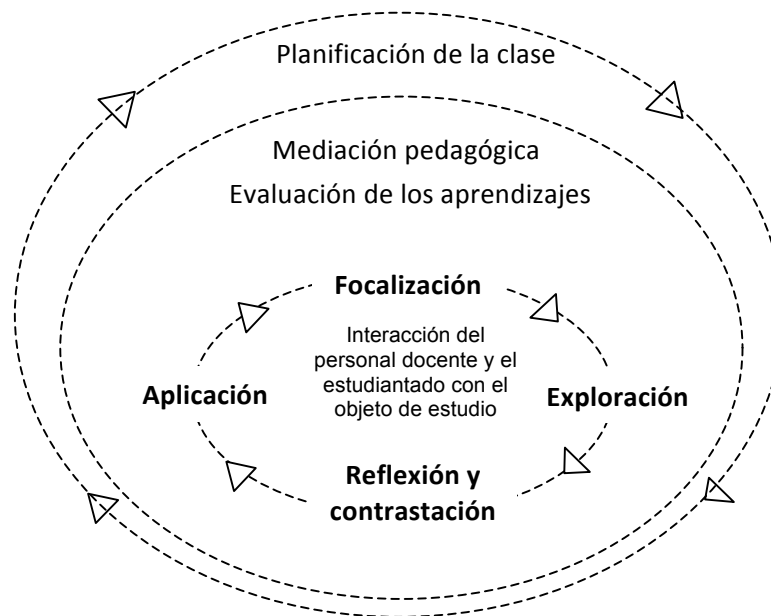 Planificación de la clase
Mediación pedagógica
Evaluación de los aprendizajes
Focalización
Interacción del
personal docente y el
estudiantado con el
objeto de estudio
Aplicación
Exploración
Reflexión y
contrastación